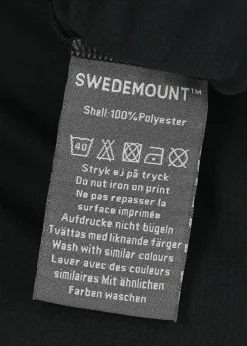 SWEDEMOUNT™
Shell:100%Polyester
40
Stryk ej på tryck
Do not iron on print
Ne pas repasser la
surface imprimée
Aufdrucke nicht bügeln
Tvättas med liknande färger
Wash with similar colours
Laver avec des couleurs
similaires Mit ähnlichen
Farben waschen